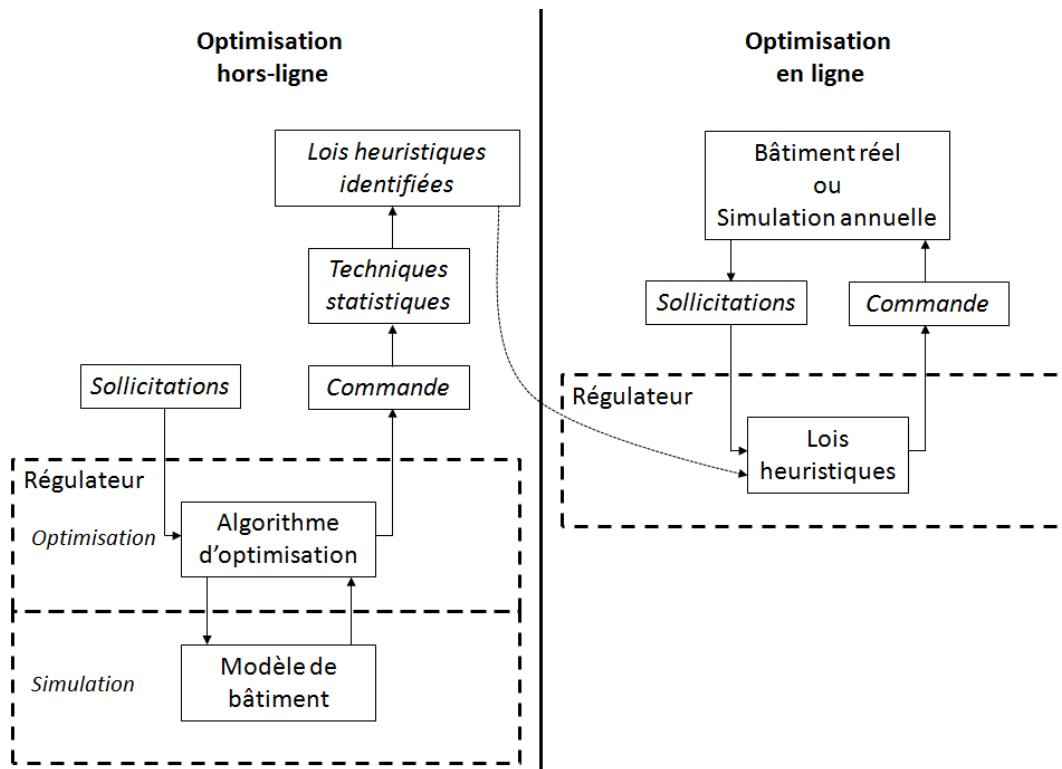 Optimisation
hors-ligne
Lois heuristiques
identifiées
Techniques
statistiques
Sollicitations
Commande
Régulateur
Optimisation
Algorithme
d'optimisation
Simulation
Modèle de
bâtiment
Optimisation
en ligne
Bâtiment réel
ou
Simulation annuelle
Sollicitations
Commande
Régulateur
Lois
heuristiques